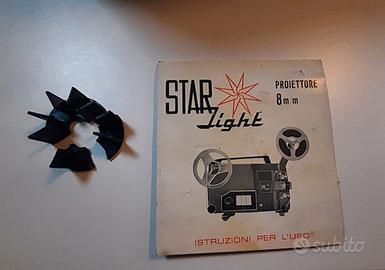 STAR
Light
PROIETTORE
8 m/m
ISTRUZIONI PER L'USO
subito